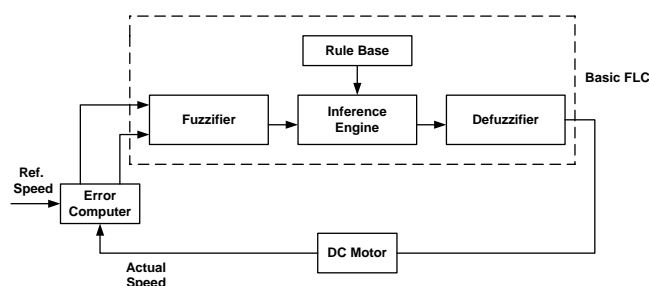 Rule Base
Basic FLC
Fuzzifier
Inference
Engine
Defuzzifier
Ref.
Speed
Error
Computer
DC Motor
Actual
Speed